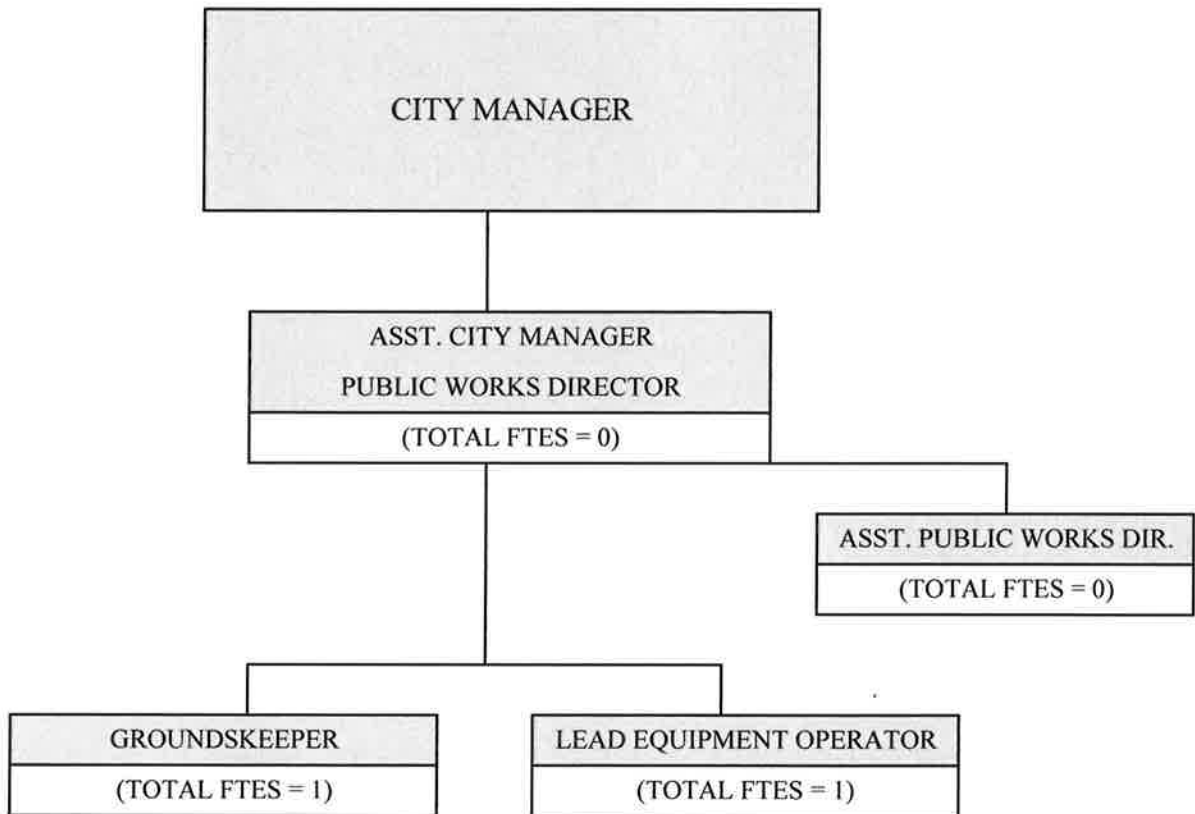 CITY MANAGER
ASST. CITY MANAGER
PUBLIC WORKS DIRECTOR
(TOTAL FTES = 0)
ASST. PUBLIC WORKS DIR.
(TOTAL FTES = 0)
GROUNDSKEEPER
(TOTAL FTES = 1)
LEAD EQUIPMENT OPERATOR
(TOTAL FTES = 1)